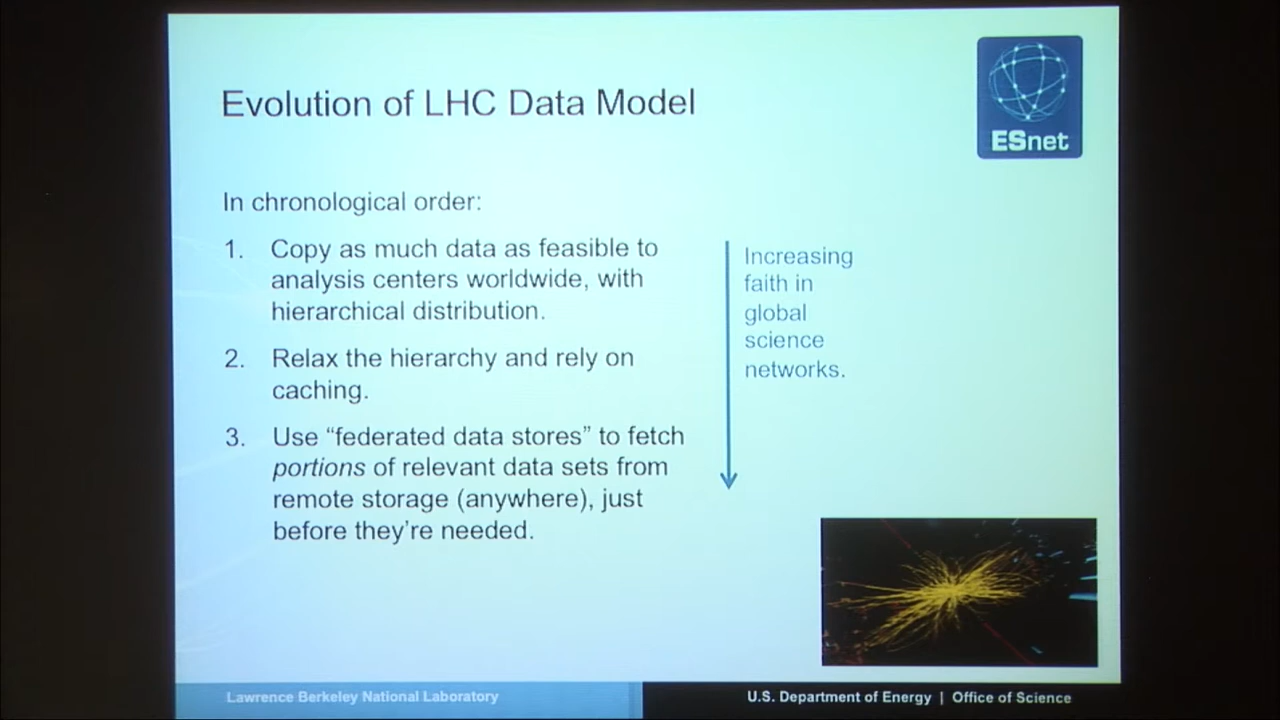 Evolution of LHC Data Model
ESnet
In chronological order:
1. Copy as much data as feasible to
analysis centers worldwide, with
hierarchical distribution.
2. Relax the hierarchy and rely on
caching.
3. Use “federated data stores” to fetch
portions of relevant data sets from
remote storage (anywhere), just
before they’re needed.
Increasing
faith in
global
science
networks.
Lawrence Berkeley National Laboratory
U.S. Department of Energy | Office of Science